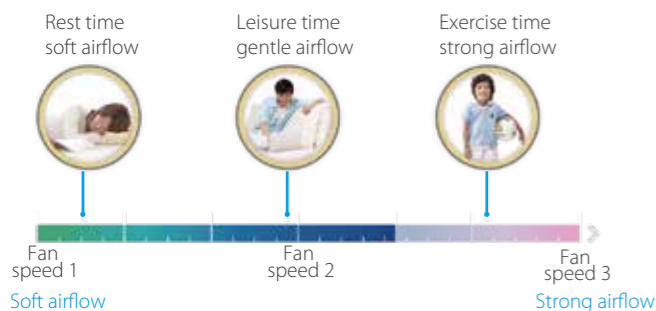 Rest time
soft airflow
Leisure time
gentle airflow
Exercise time
strong airflow
Fan
speed 1
Fan
speed 2
Fan
speed 3
Soft airflow
Strong airflow